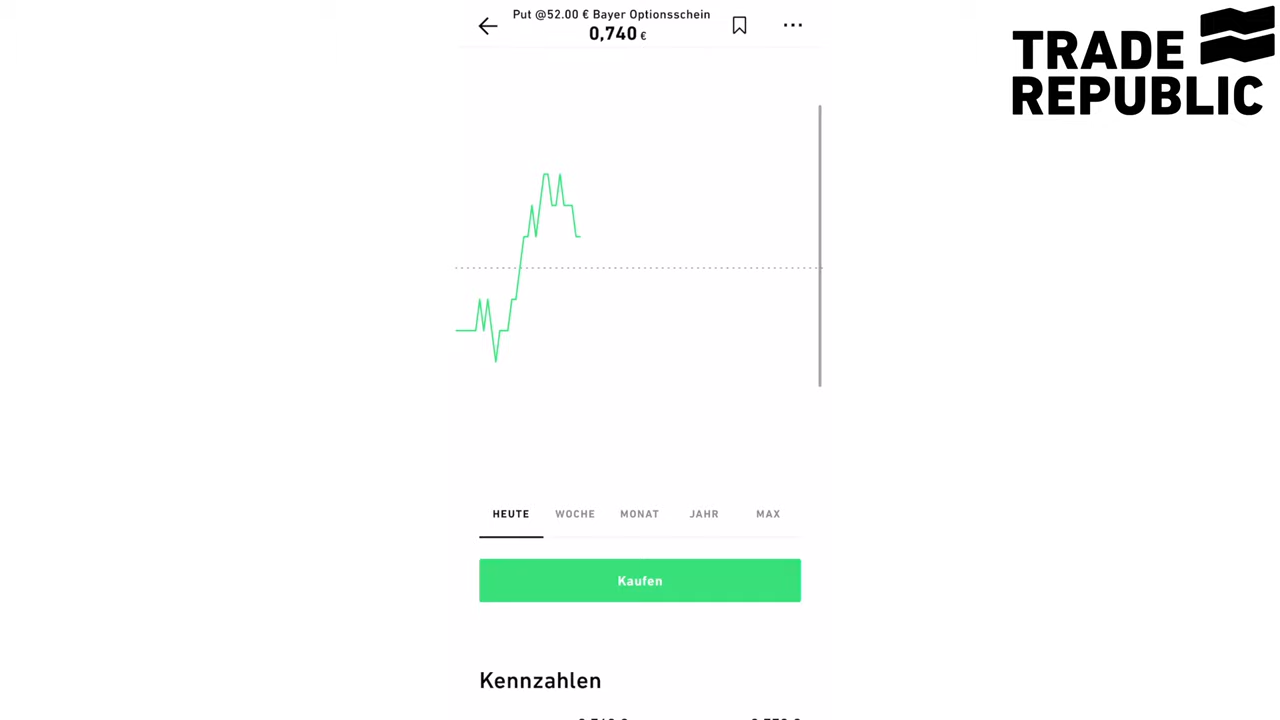 Put @52.00 € Bayer Optionsschein
0,740 €
TRADE
REPUBLIC
HEUTE WOCHE MONAT JAHR MAX
Kaufen
Kennzahlen